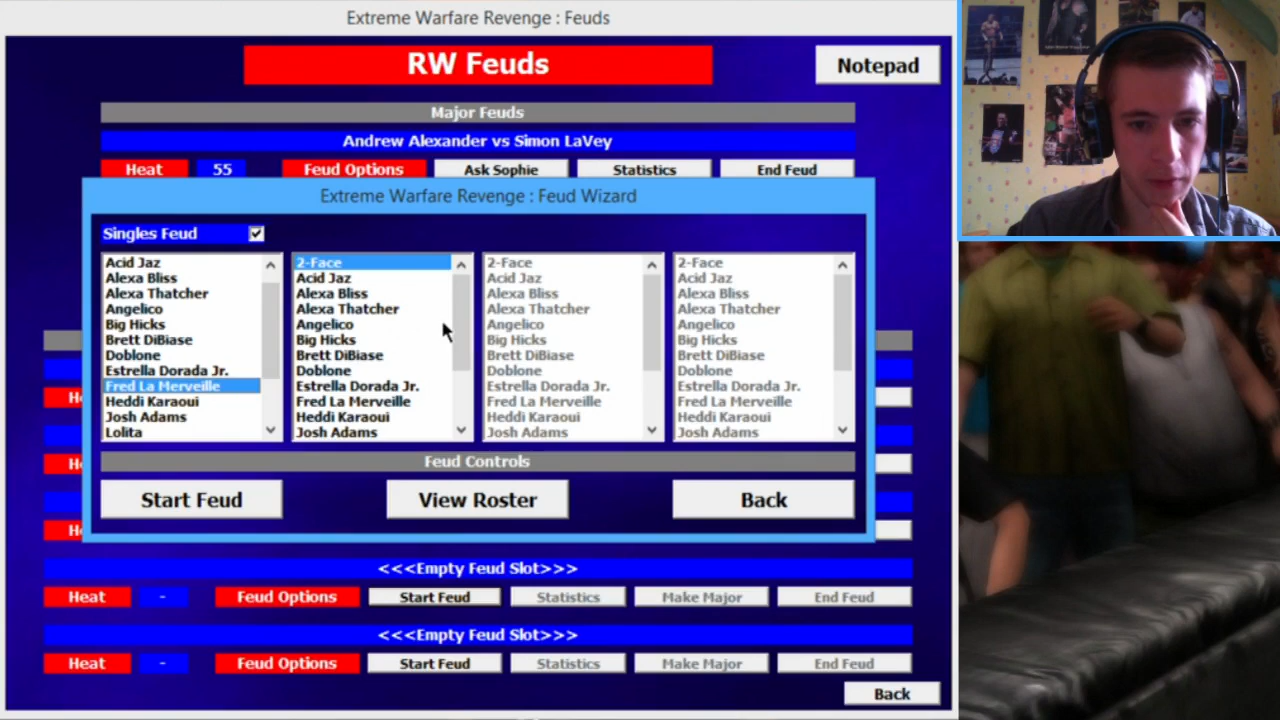 Extreme Warfare Revenge : Feuds
RW Feuds
Notepad
Major Feuds
Andrew Alexander vs Simon LaVey
Heat 55 Feud Options Ask Sophie Statistics End Feud
Extreme Warfare Revenge : Feud Wizard
Singles Feud
Acid Jaz
Alexa Bliss
Alexa Thatcher
Angelico
Big Hicks
Brett DiBiase
Doblone
Estrella Dorada Jr.
Fred La Merveille
Heddi Karaoui
Josh Adams
Lolita
2-Face
Acid Jaz
Alexa Bliss
Alexa Thatcher
Angelico
Big Hicks
Brett DiBiase
Doblone
Estrella Dorada Jr.
Fred La Merveille
Heddi Karaoui
Josh Adams
2-Face
Acid Jaz
Alexa Bliss
Alexa Thatcher
Angelico
Big Hicks
Brett DiBiase
Doblone
Estrella Dorada Jr.
Fred La Merveille
Heddi Karaoui
Josh Adams
2-Face
Acid Jaz
Alexa Bliss
Alexa Thatcher
Angelico
Big Hicks
Brett DiBiase
Doblone
Estrella Dorada Jr.
Fred La Merveille
Heddi Karaoui
Josh Adams
Feud Controls
Start Feud View Roster Back
<<<Empty Feud Slot>>>
Heat - Feud Options Start Feud Statistics Make Major End Feud
<<<Empty Feud Slot>>>
Heat - Feud Options Start Feud Statistics Make Major End Feud
Back